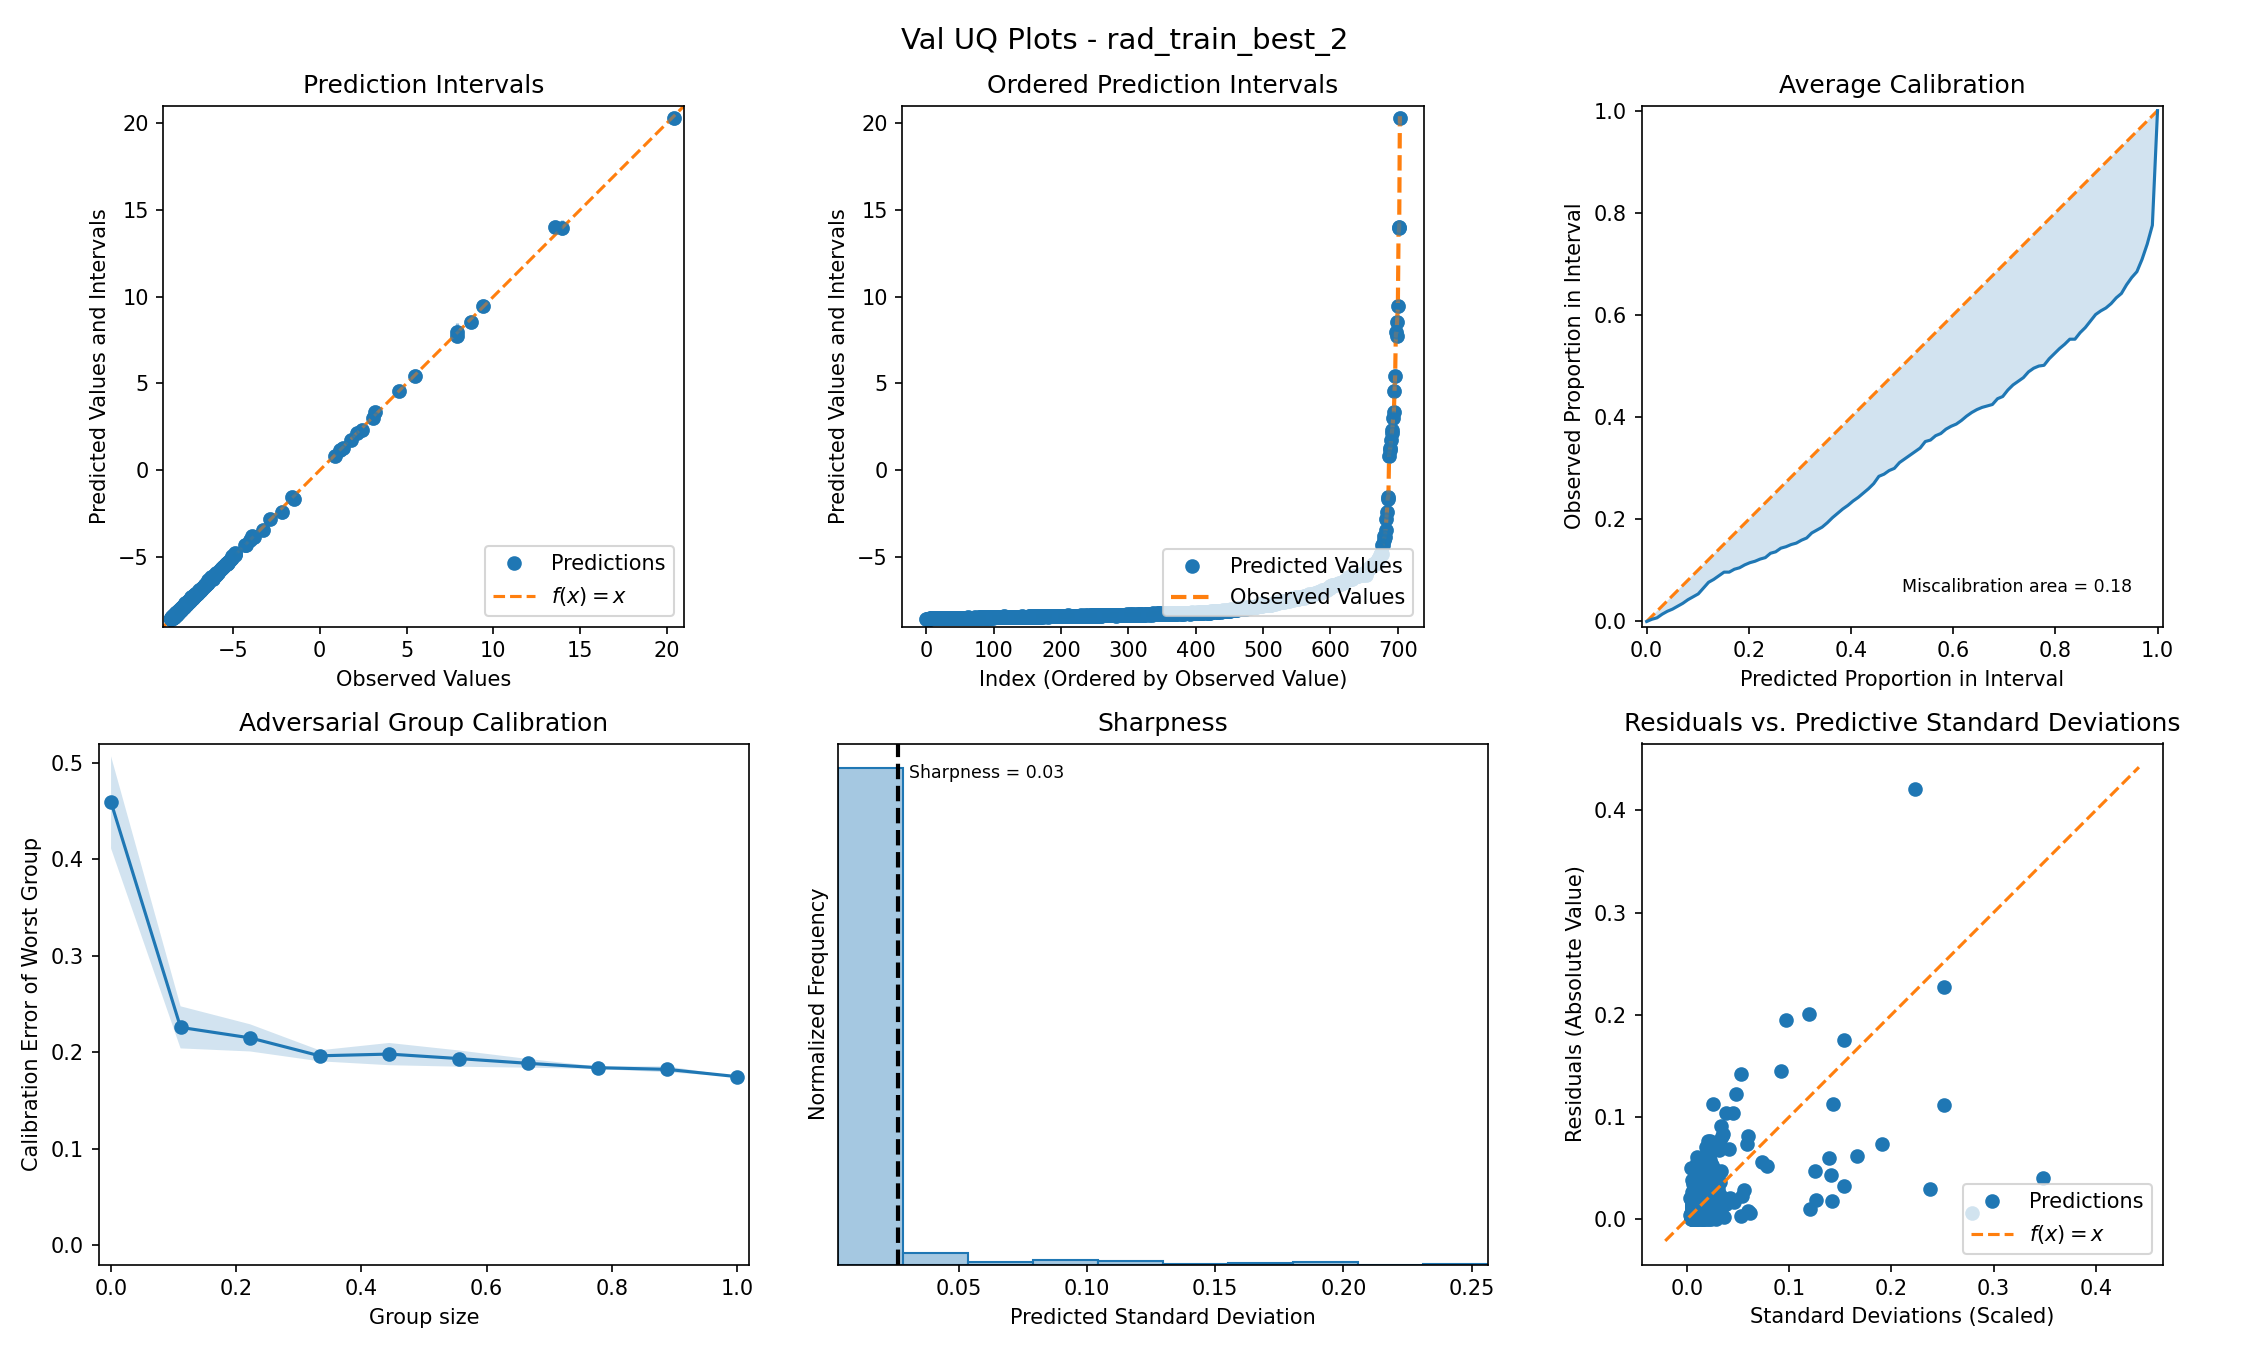 Val UQ Plots - rad_train_best_2
Prediction Intervals
Predicted Values and Intervals
20
15
10
5
0
−5
−5
0
5
10
15
20
Observed Values
Predictions
f(x) = x
Ordered Prediction Intervals
Predicted Values and Intervals
20
15
10
5
0
−5
0
100
200
300
400
500
600
700
Index (Ordered by Observed Value)
Predicted Values
Observed Values
Average Calibration
Observed Proportion in Interval
1.0
0.8
0.6
0.4
0.2
0.0
0.0
0.2
0.4
0.6
0.8
1.0
Predicted Proportion in Interval
Miscalibration area = 0.18
Adversarial Group Calibration
Calibration Error of Worst Group
0.5
0.4
0.3
0.2
0.1
0.0
0.0
0.2
0.4
0.6
0.8
1.0
Group size
Sharpness
Normalized Frequency
Sharpness = 0.03
0.05
0.10
0.15
0.20
0.25
Predicted Standard Deviation
Residuals vs. Predictive Standard Deviations
Residuals (Absolute Value)
0.4
0.3
0.2
0.1
0.0
0.0
0.1
0.2
0.3
0.4
Standard Deviations (Scaled)
Predictions
f(x) = x